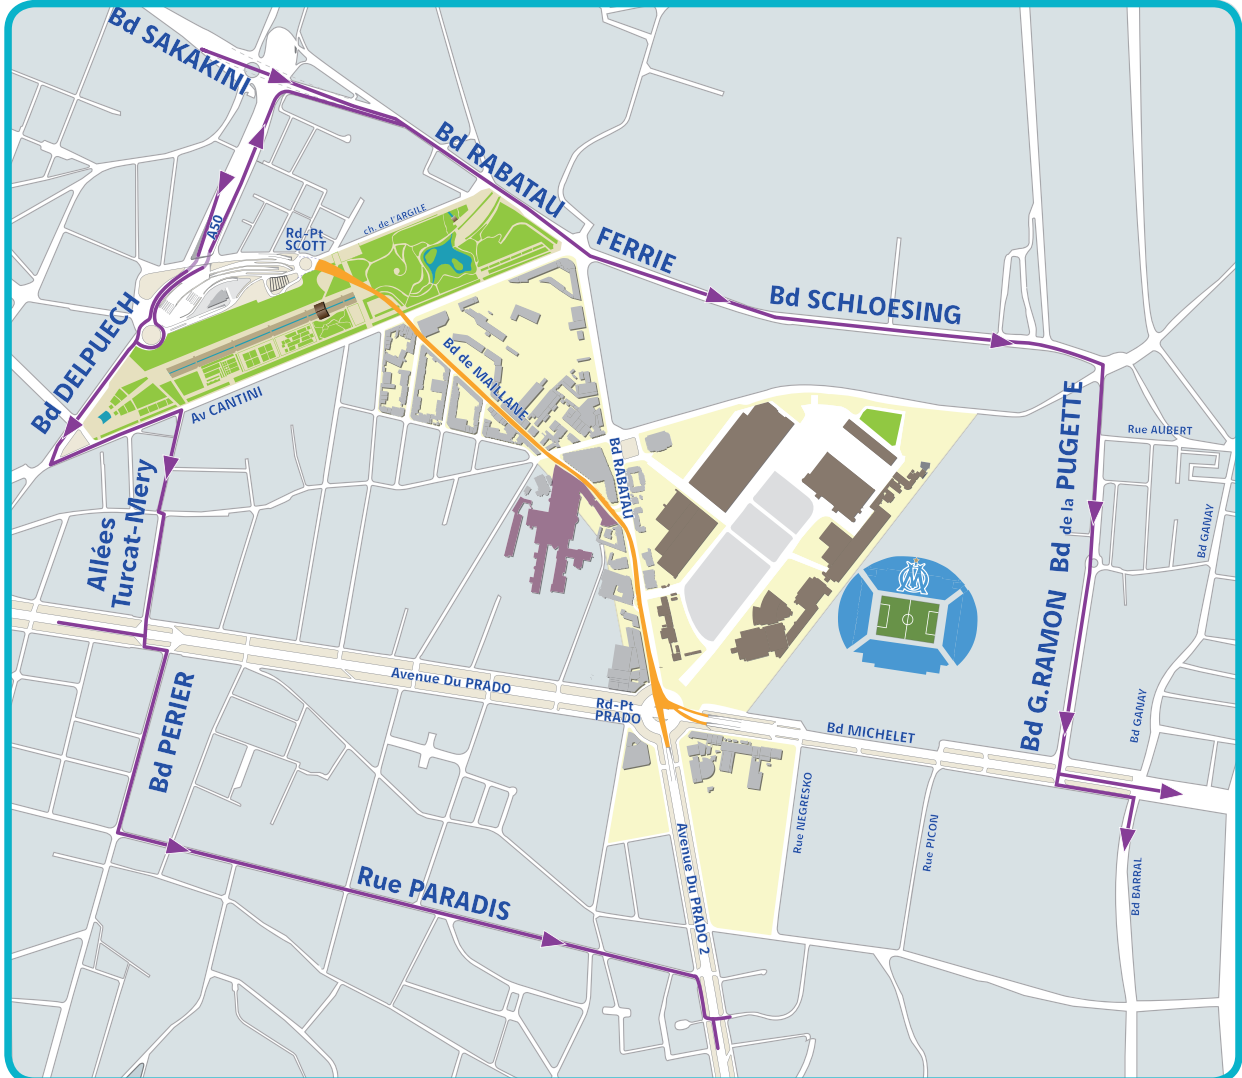 Bd SAKAKINI
Bd RABATAU
A50
Rd-Pt
SCOTT
ch. de l'ARGILE
FERRIE
Bd SCHLOESING
Bd DELPUECH
Bd de MAILLANE
Av CANTINI
Bd RABATAU
Bd de la PUGETTE
Rue AUBERT
Bd GANAY
Allées
Turcat-Mery
M
Bd G.RAMON
Avenue Du PRADO
Rd-Pt
PRADO
Bd MICHELET
Bd GANAY
Bd PERIER
Rue NEGRESKO
Rue PICON
Avenue Du PRADO 2
Rue PARADIS
Bd BARRAL